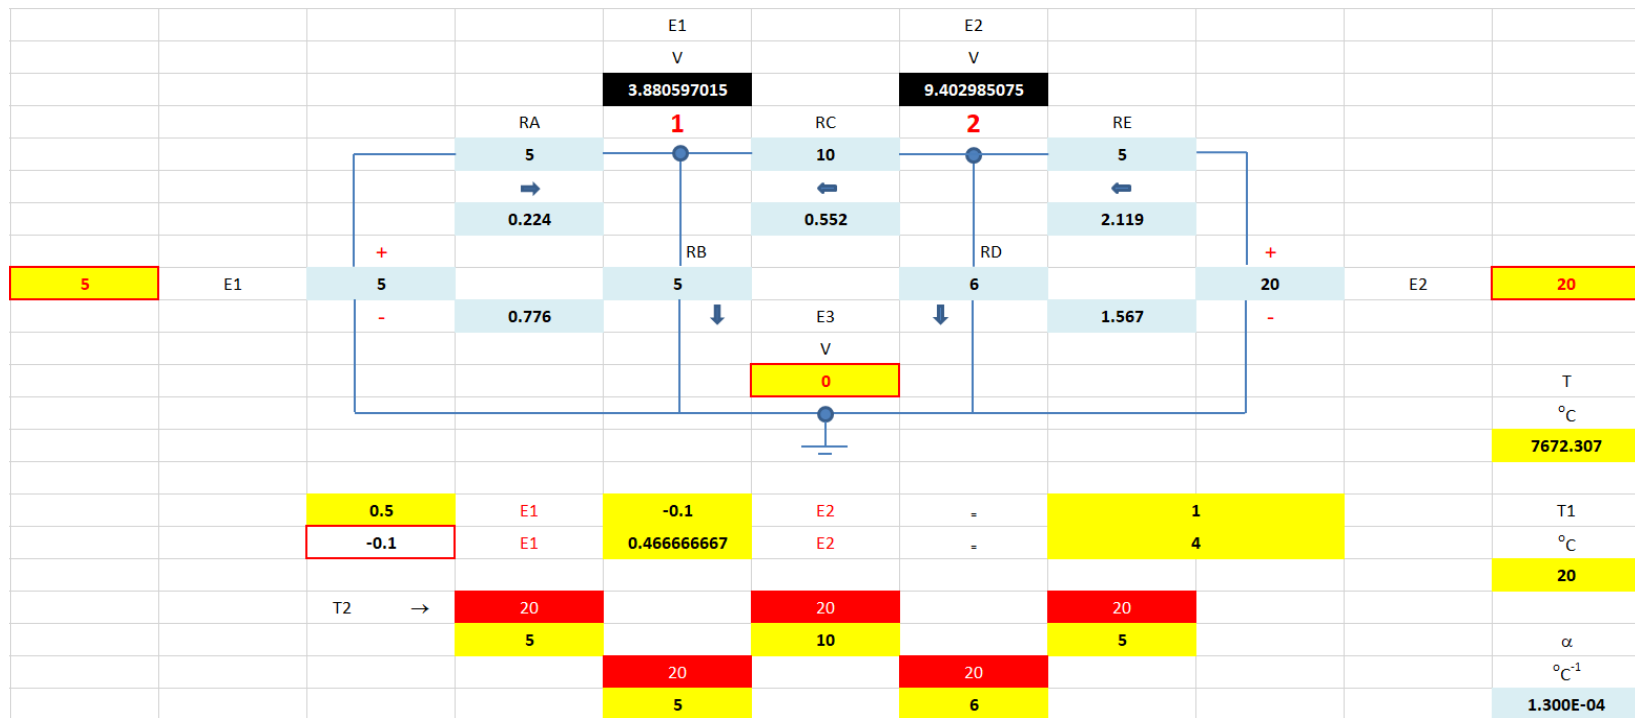 E1 E2
V V
3.880597015 9.402985075
RA 1 RC 2 RE
5 10 5
0.224 0.552 2.119
+ RB RD +
5 E1 5 5 6 20 E2 20
- 0.776 E3 1.567 -
V
0 T
°C
7672.307
0.5 E1 -0.1 E2 = 1 T1
-0.1 E1 0.466666667 E2 = 4 °C
20
T2 → 20 20 20
5 10 5 α
20 20 °C-1
5 6 1.300E-04